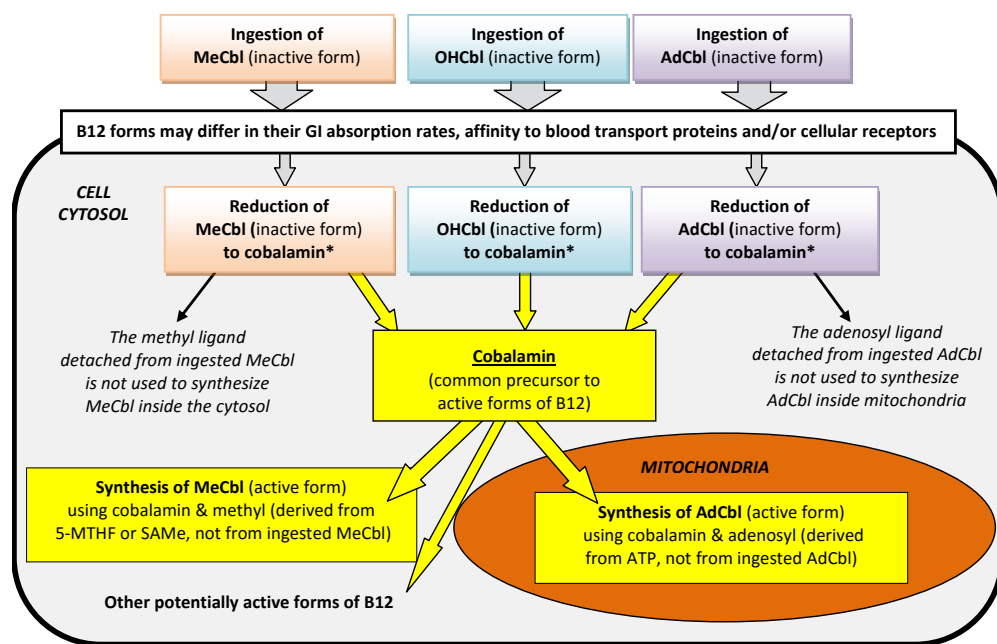 Ingestion of
MeCbl (inactive form)
Ingestion of
OHCbl (inactive form)
Ingestion of
AdCbl (inactive form)
B12 forms may differ in their GI absorption rates, affinity to blood transport proteins and/or cellular receptors
CELL
CYTOSOL
Reduction of
MeCbl (inactive form)
to cobalamin*
Reduction of
OHCbl (inactive form)
to cobalamin*
Reduction of
AdCbl (inactive form)
to cobalamin*
The methyl ligand
detached from ingested MeCbl
is not used to synthesize
MeCbl inside the cytosol
Cobalamin
(common precursor to
active forms of B12)
The adenosyl ligand
detached from ingested AdCbl
is not used to synthesize
AdCbl inside mitochondria
MITOCHONDRIA
Synthesis of MeCbl (active form)
using cobalamin & methyl (derived from
5-MTHF or SAMe, not from ingested MeCbl)
Synthesis of AdCbl (active form)
using cobalamin & adenosyl (derived
from ATP, not from ingested AdCbl)
Other potentially active forms of B12